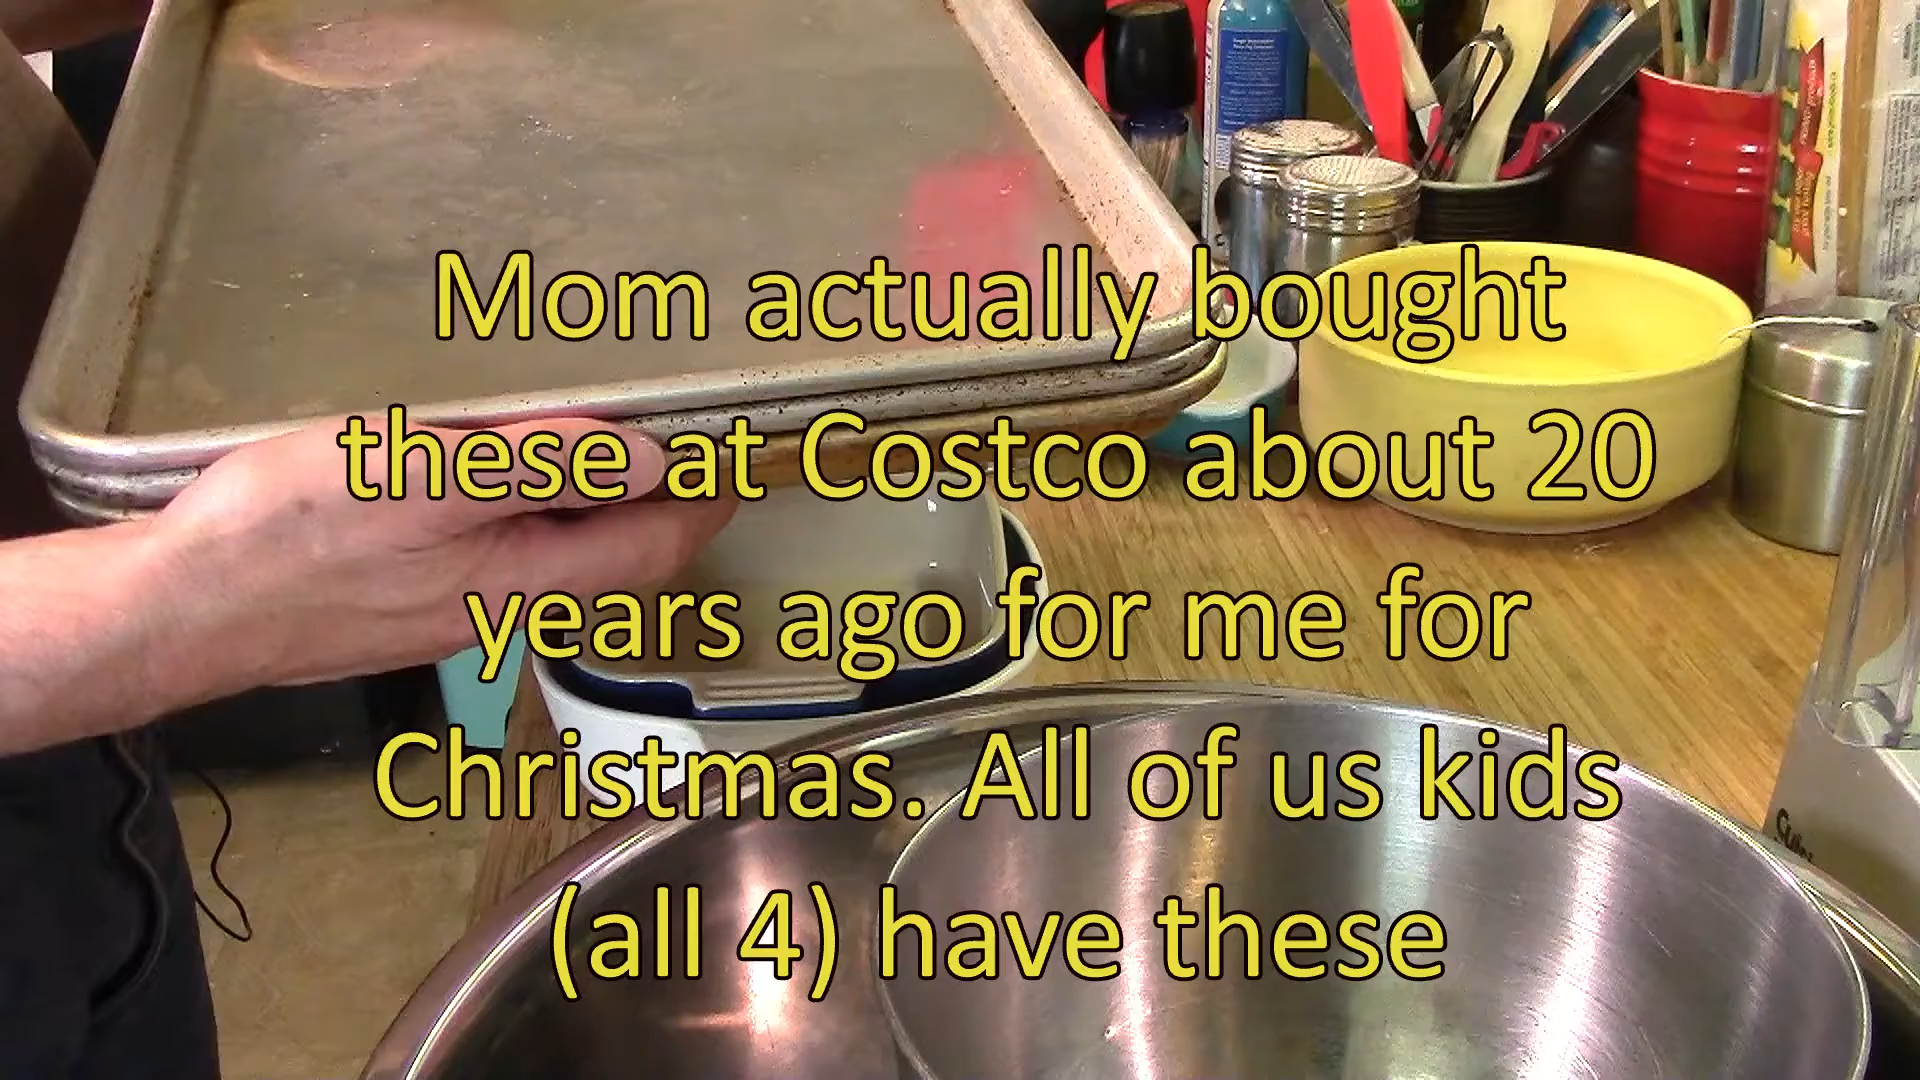 Mom actually bought
these at Costco about 20
years ago for me for
Christmas. All of us kids
(all 4) have these